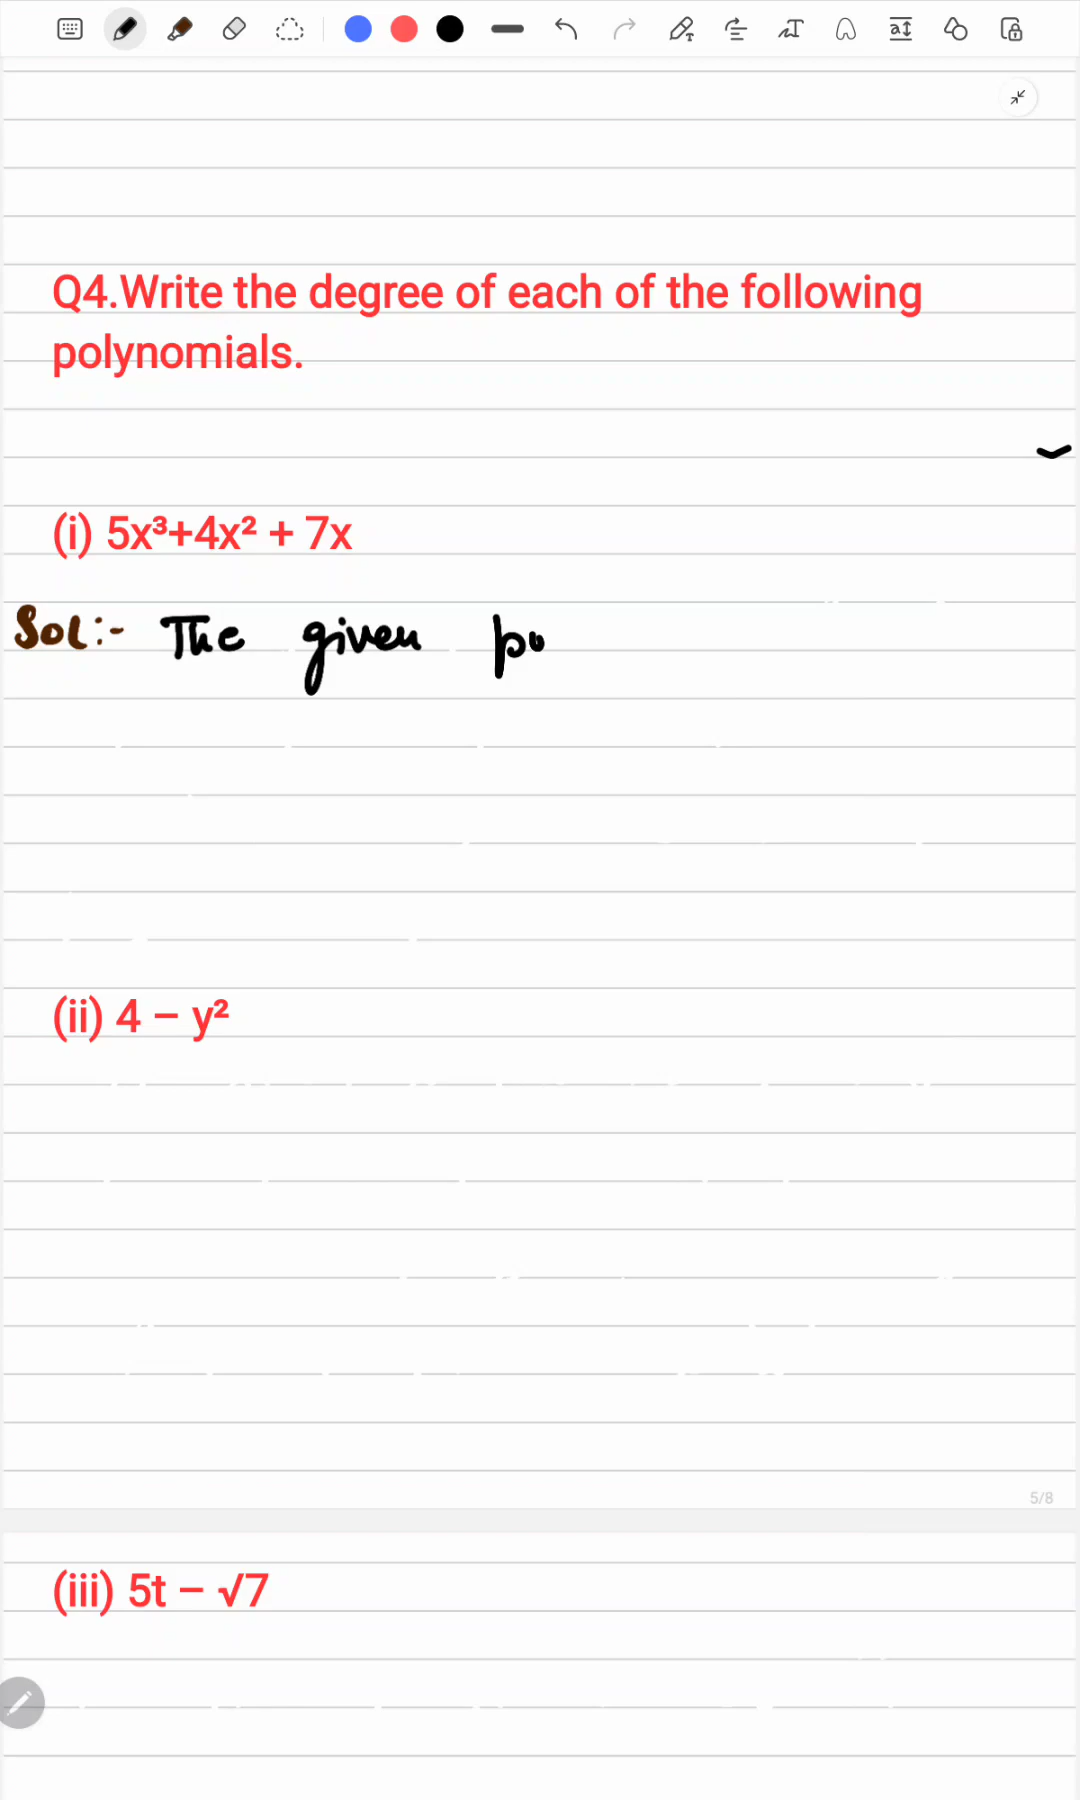 Q4.Write the degree of each of the following
polynomials.
(i) 5x³+4x² + 7x
Sol:- The given po
(ii) 4 – y²
5/8
(iii) 5t – √7